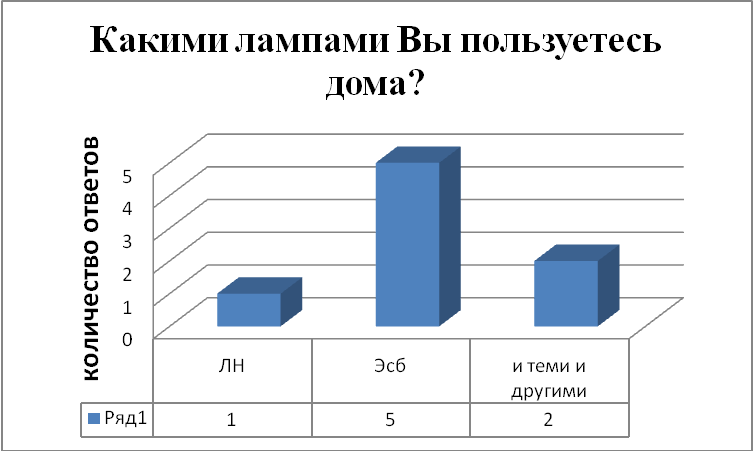 Какими лампами Вы пользуетесь
дома?
количество ответов
5
4
3
2
1
0
ЛН
Эсб
и теми и
другими
Ряд1
1
5
2